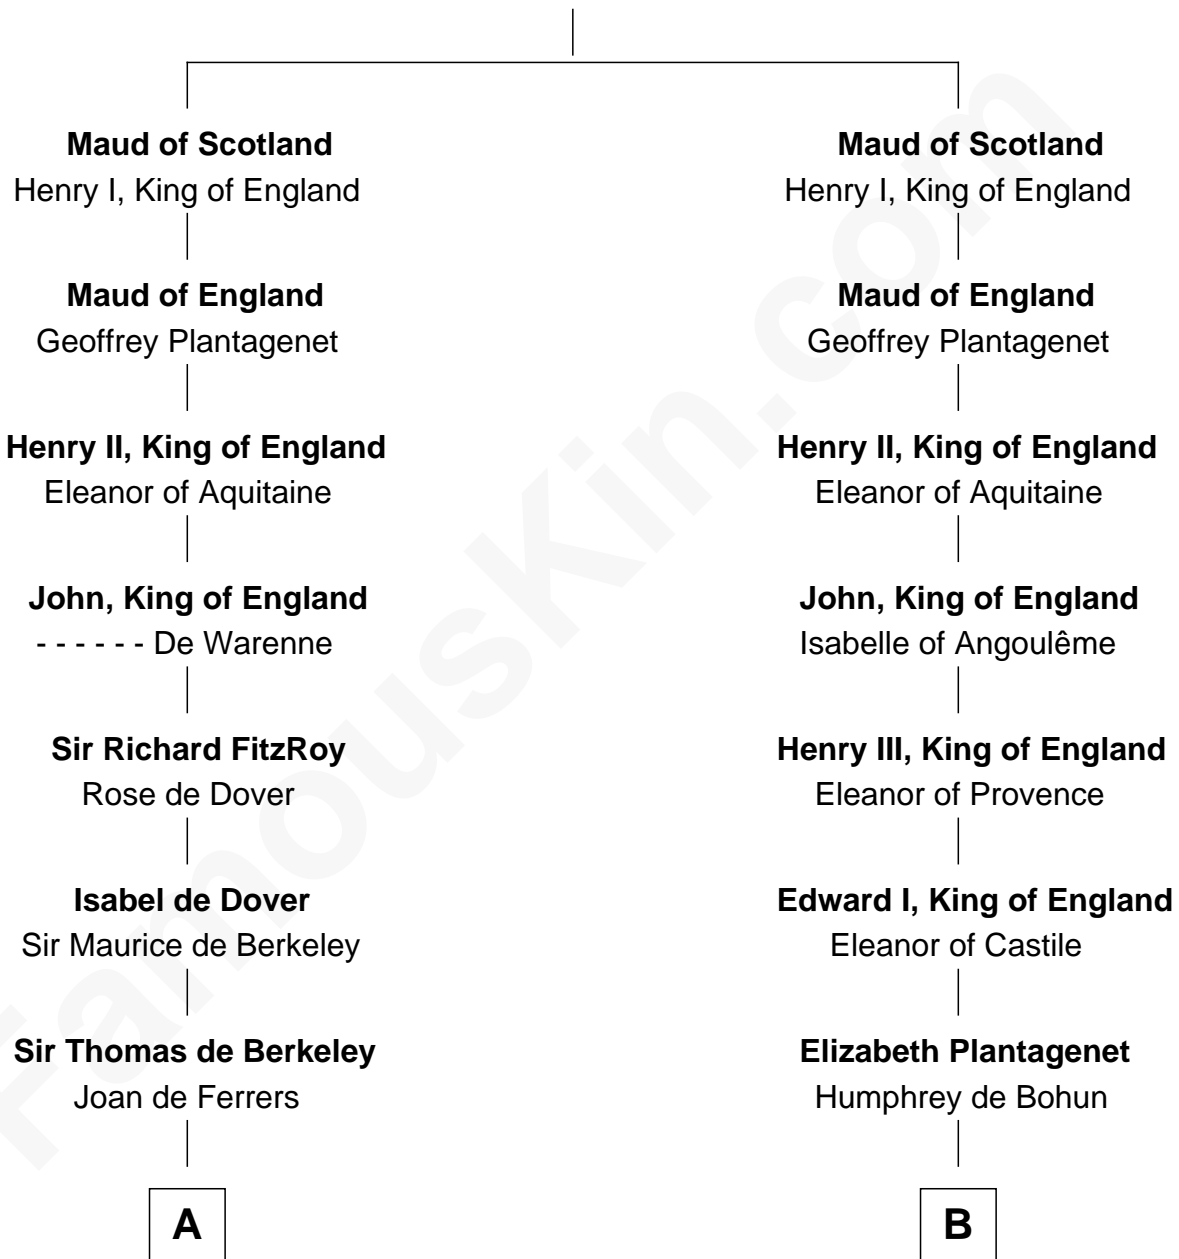 Maud of Scotland
Henry I, King of England
Maud of England
Geoffrey Plantagenet
Henry II, King of England
Eleanor of Aquitaine
John, King of England
- - - - - - De Warenne
Sir Richard FitzRoy
Rose de Dover
Isabel de Dover
Sir Maurice de Berkeley
Sir Thomas de Berkeley
Joan de Ferrers
A
Maud of Scotland
Henry I, King of England
Maud of England
Geoffrey Plantagenet
Henry II, King of England
Eleanor of Aquitaine
John, King of England
Isabelle of Angoulême
Henry III, King of England
Eleanor of Provence
Edward I, King of England
Eleanor of Castile
Elizabeth Plantagenet
Humphrey de Bohun
B
FamousKin.com